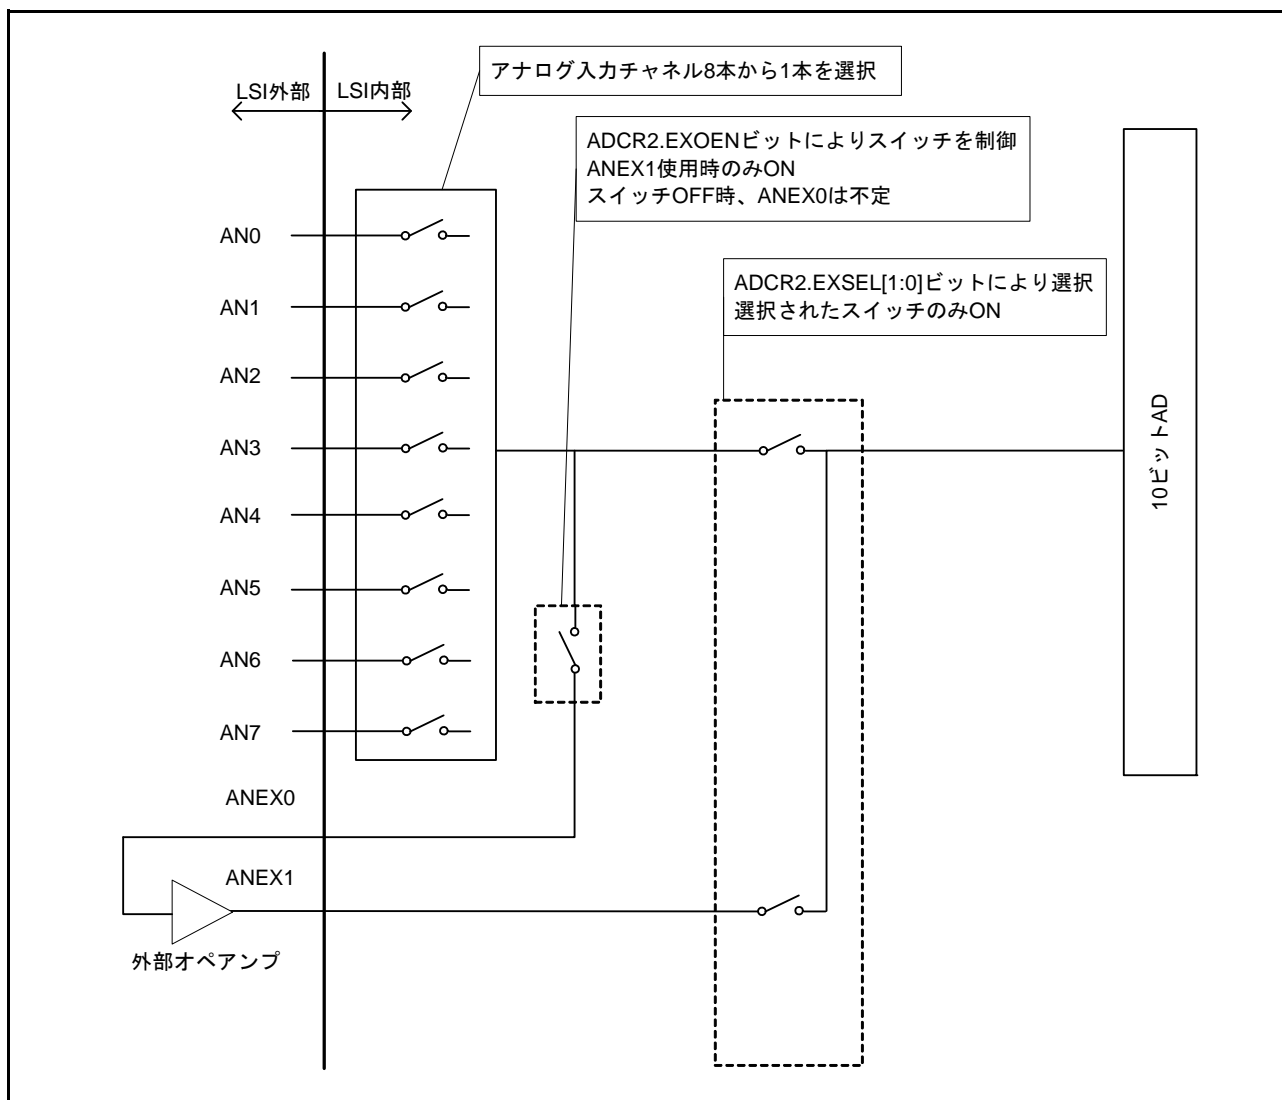 アナログ入力チャネル8本から1本を選択
LSI外部
LSI内部
ADCR2.EXOENビットによりスイッチを制御
ANEX1使用時のみON
スイッチOFF時、ANEX0は不定
AN0
ADCR2.EXSEL[1:0]ビットにより選択
選択されたスイッチのみON
AN1
AN2
AN3
AN4
AN5
AN6
AN7
10ビットAD
ANEX0
ANEX1
外部オペアンプ